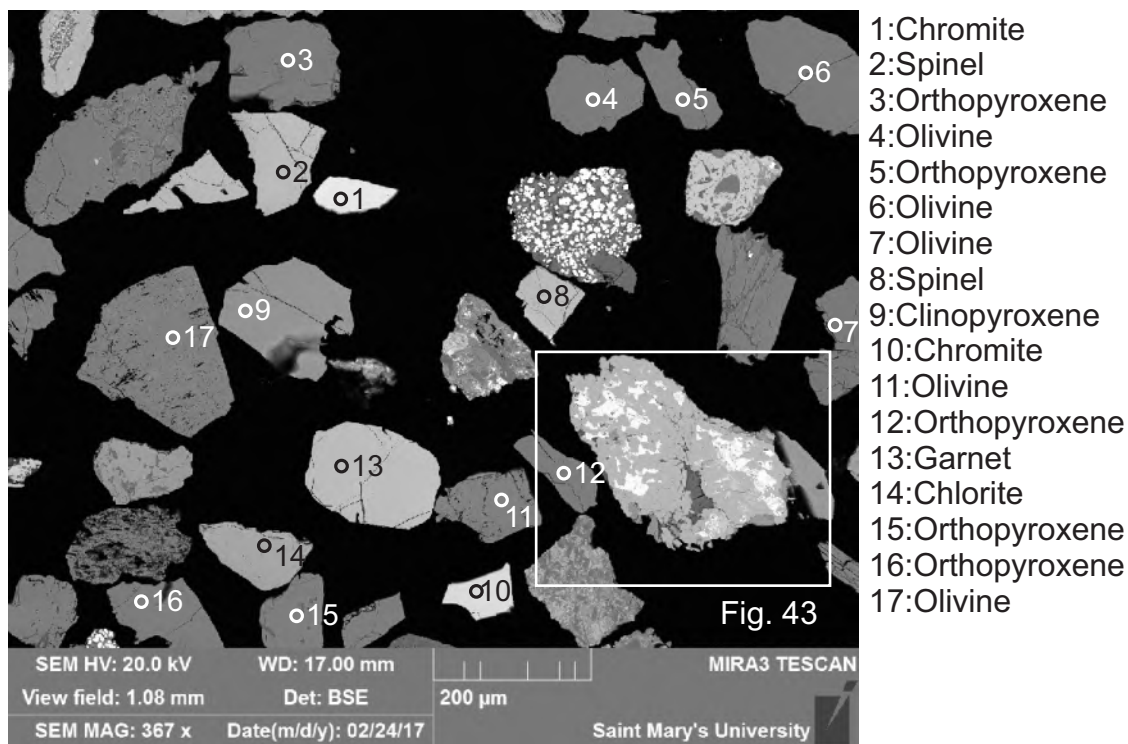 1:Chromite
2:Spinel
3:Orthopyroxene
4:Olivine
5:Orthopyroxene
6:Olivine
7:Olivine
8:Spinel
9:Clinopyroxene
10:Chromite
11:Olivine
12:Orthopyroxene
13:Garnet
14:Chlorite
15:Orthopyroxene
16:Orthopyroxene
17:Olivine
3
4
5
6
2
1
8
9
7
17
13
12
11
14
10
16
15
Fig. 43
SEM HV: 20.0 kV WD: 17.00 mm MIRA3 TESCAN
View field: 1.08 mm Det: BSE 200 µm
SEM MAG: 367 x Date(m/d/y): 02/24/17 Saint Mary's University